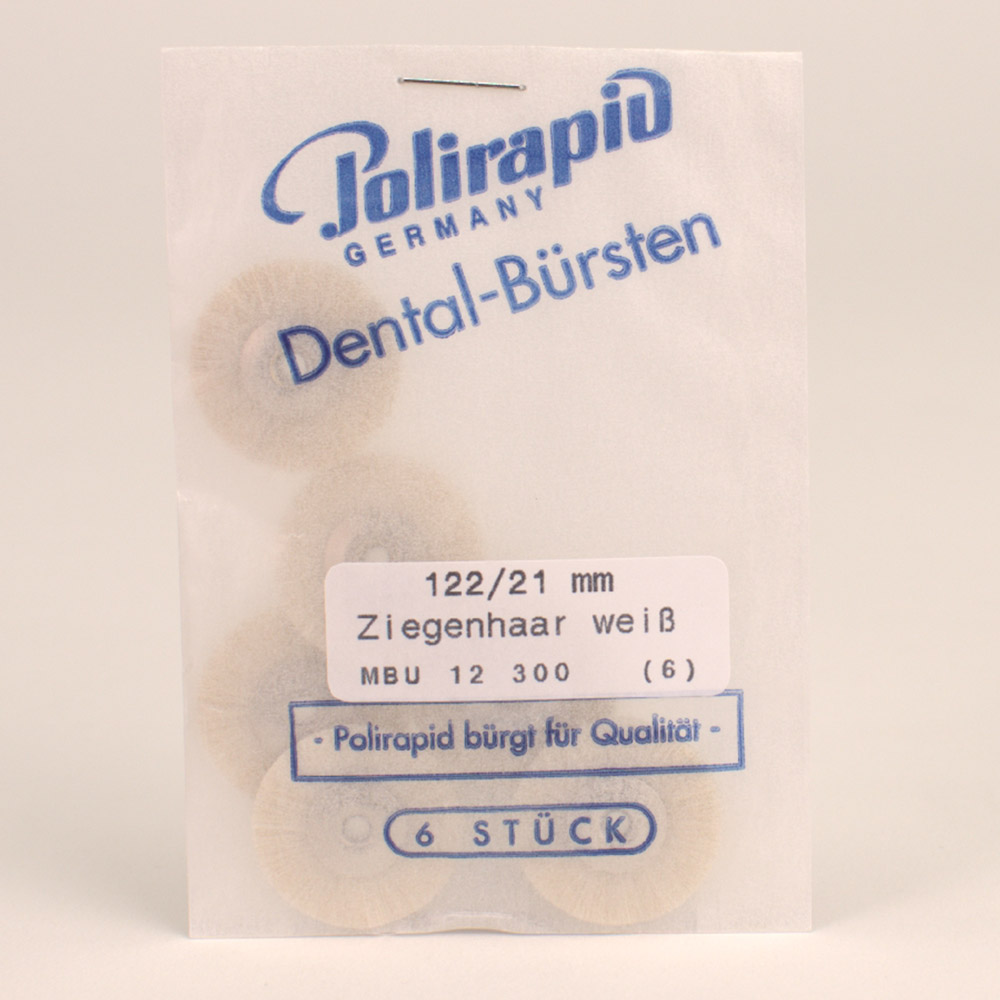 Polirapid
GERMANY
Dental-Bürsten
122/21 mm
Ziegenhaar weiß
MBU 12 300 (6)
- Polirapid bürgt für Qualität -
6 STÜCK